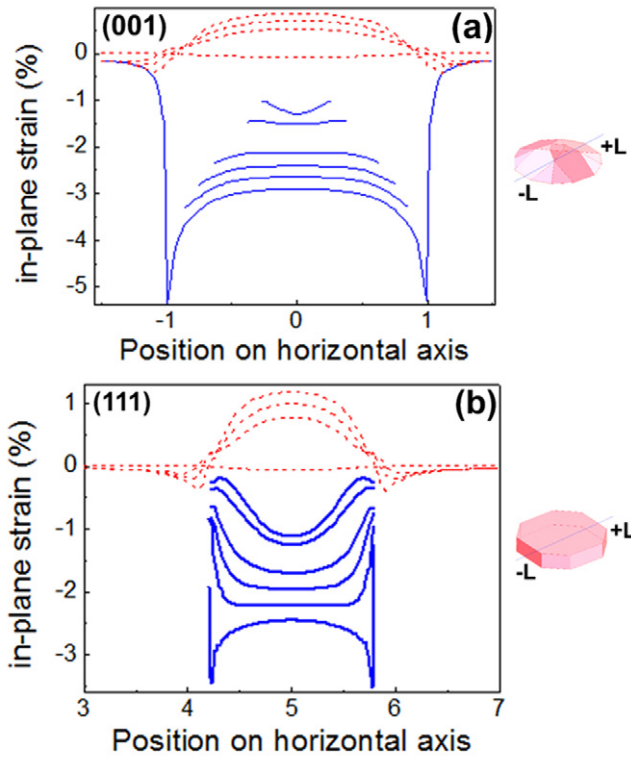 (001)
(a)
0
-1
-2
-3
-4
-5
in-plane strain (%)
-1
0
1
Position on horizontal axis
+L
-L
(111)
(b)
1
0
-1
-2
-3
in-plane strain (%)
3
4
5
6
7
Position on horizontal axis
+L
-L